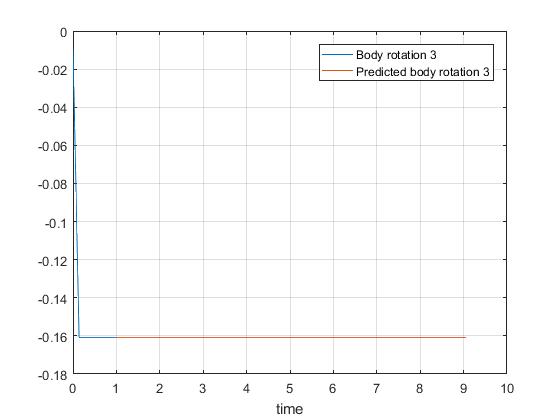 0
-0.02
-0.04
-0.06
-0.08
-0.1
-0.12
-0.14
-0.16
-0.18
Body rotation 3
Predicted body rotation 3
0 1 2 3 4 5 6 7 8 9 10
time